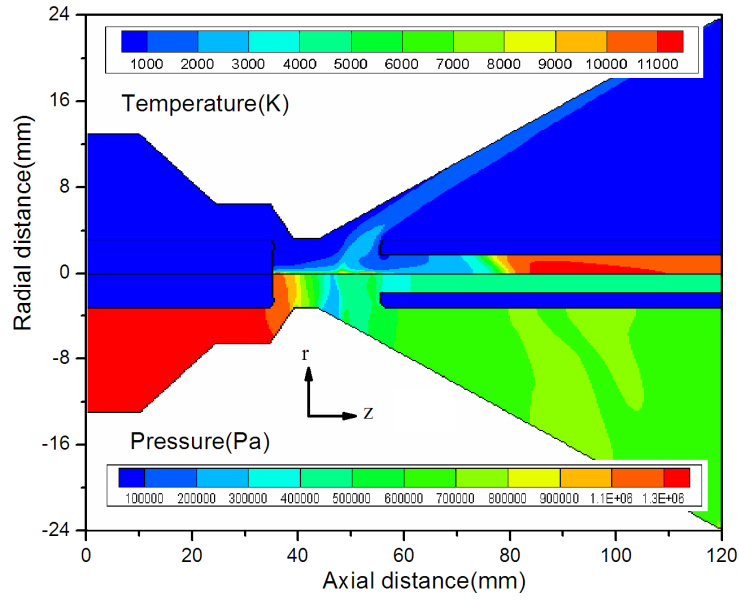 24
1000 2000 3000 4000 5000 6000 7000 8000 9000 10000 11000
Temperature(K)
16
8
0
-8
-16
-24
Radial distance(mm)
r
z
Pressure(Pa)
100000 200000 300000 400000 500000 600000 700000 800000 900000 1.1E+06 1.3E+06
0 20 40 60 80 100 120
Axial distance(mm)